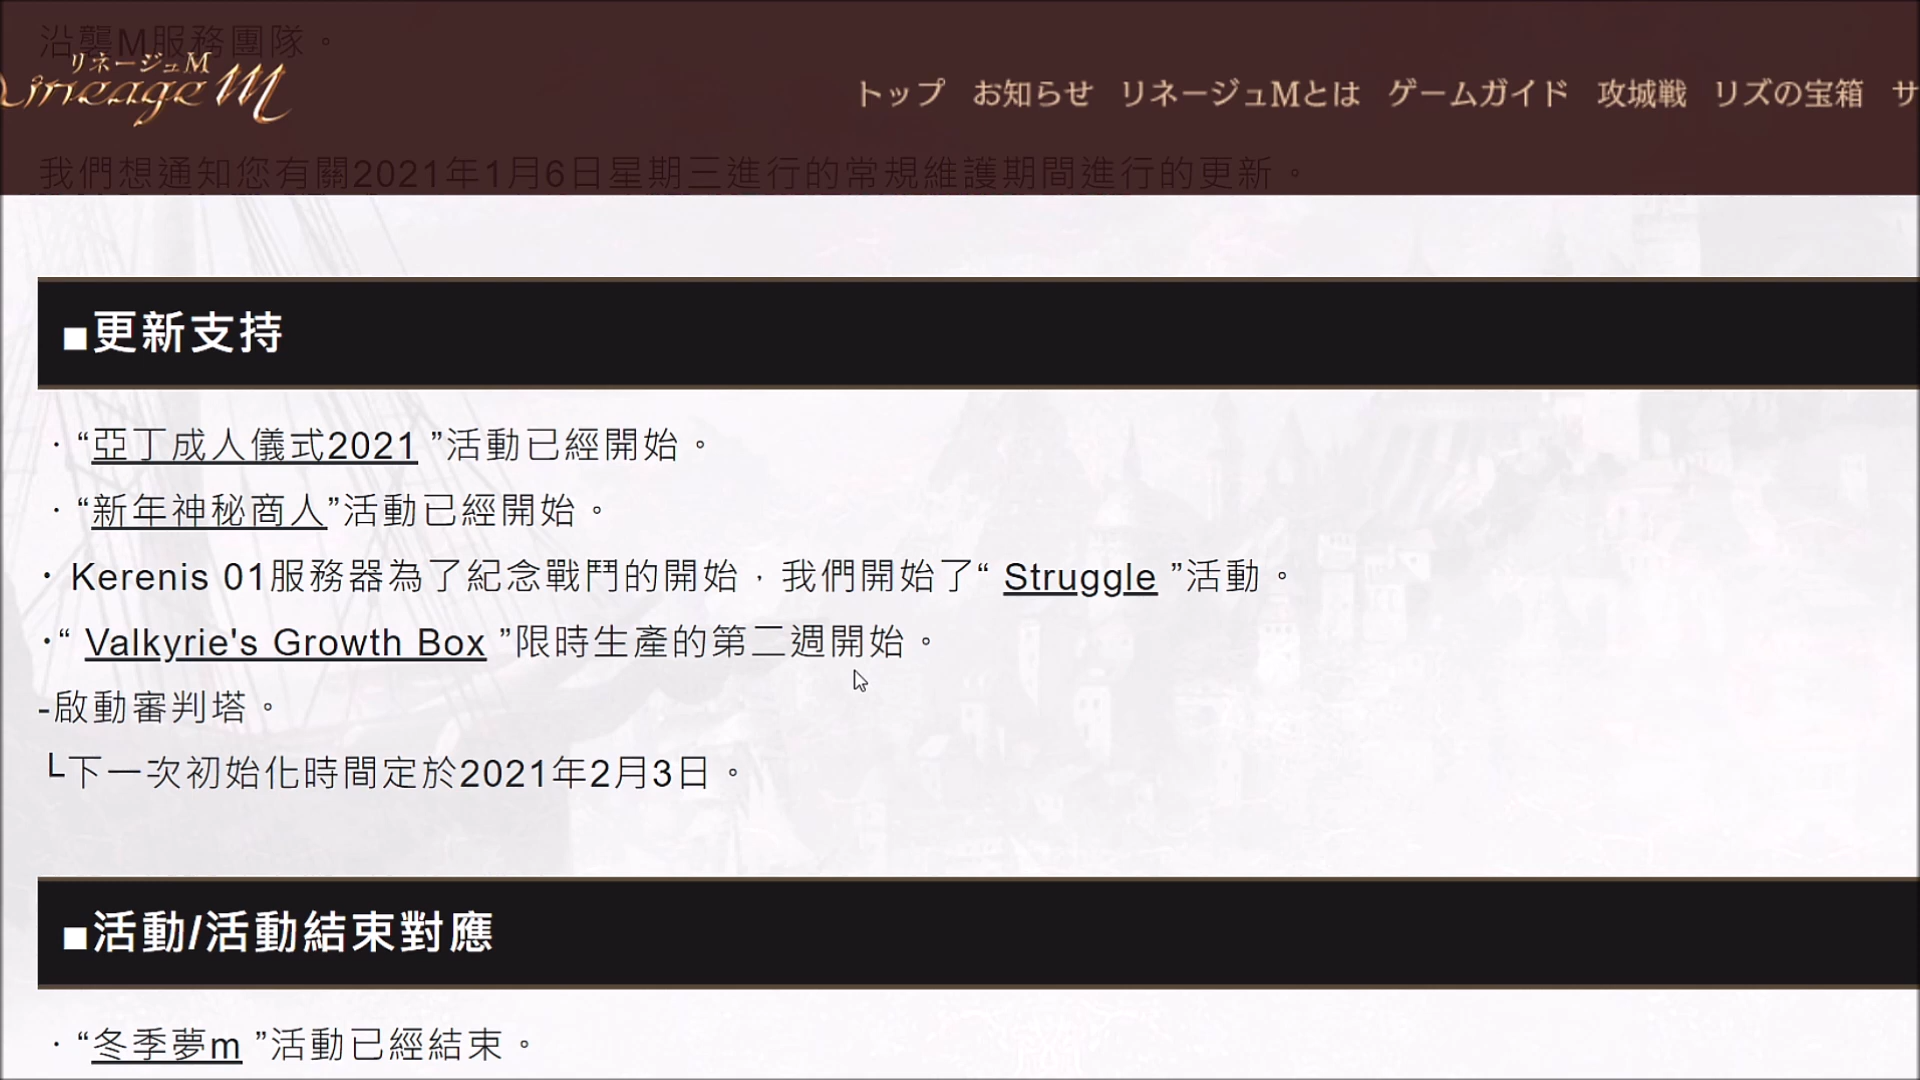 沿襲M服務團隊。
リネージュM
Lineage M
トップ お知らせ リネージュMとは ゲームガイド 攻城戦 リズの宝箱 サ
我們想通知您有關2021年1月6日星期三進行的常規維護期間進行的更新。
■更新支持
· “亞丁成人儀式2021 ”活動已經開始。
· “新年神秘商人”活動已經開始。
· Kerenis 01服務器為了紀念戰鬥的開始，我們開始了“ Struggle ”活動。
·“ Valkyrie's Growth Box ”限時生產的第二週開始。
-啟動審判塔。
└下一次初始化時間定於2021年2月3日。
■活動/活動結束對應
· “冬季夢m ”活動已經結束。